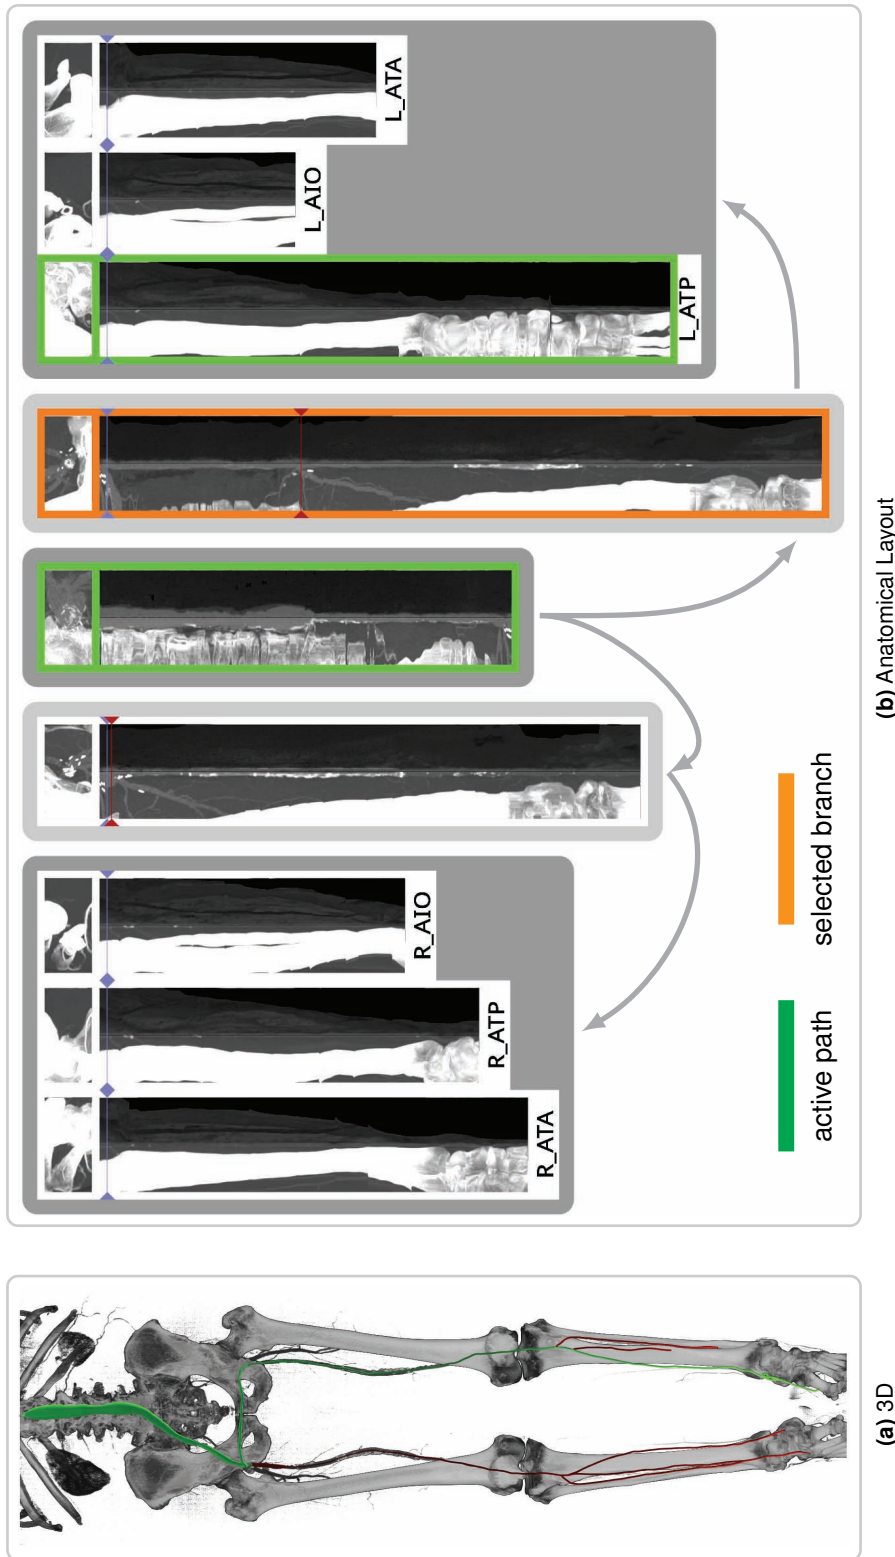 R_ATA
R_ATP
R_AIO
L_ATP
L_AIO
L_ATA
active path
selected branch
(a) 3D
(b) Anatomical Layout